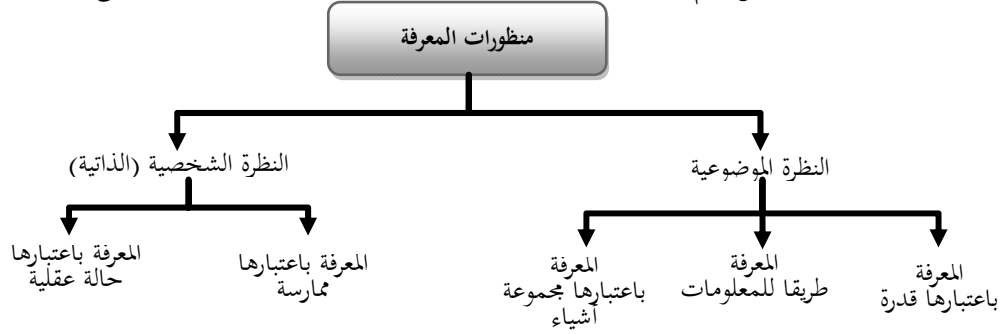 منظورات المعرفة
النظرة الموضوعية
النظرة الشخصية (الذاتية)
المعرفة
باعتبارها قدرة
المعرفة
طريقا للمعلومات
المعرفة
باعتبارها مجموعة
أشياء
المعرفة باعتبارها
ممارسة
المعرفة باعتبارها
حالة عقلية